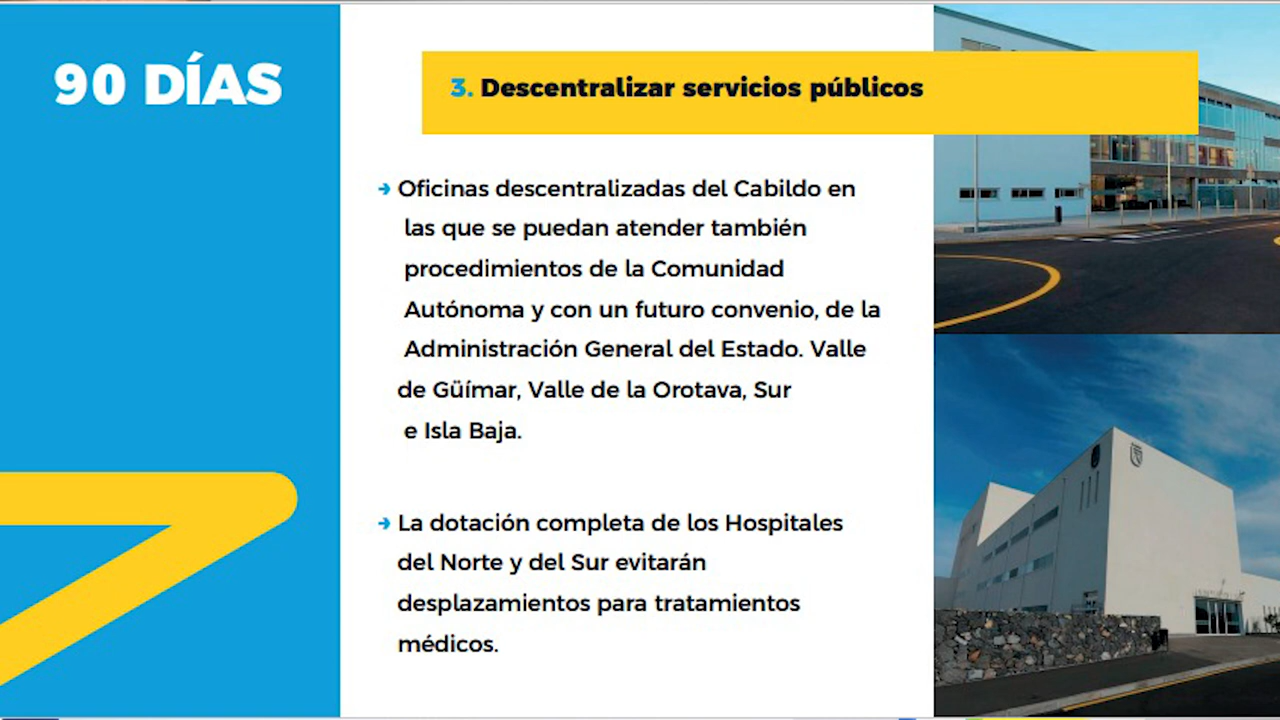 90 DÍAS
3. Descentralizar servicios públicos
→ Oficinas descentralizadas del Cabildo en
las que se puedan atender también
procedimientos de la Comunidad
Autónoma y con un futuro convenio, de la
Administración General del Estado. Valle
de Güímar, Valle de la Orotava, Sur
e Isla Baja.
→ La dotación completa de los Hospitales
del Norte y del Sur evitarán
desplazamientos para tratamientos
médicos.